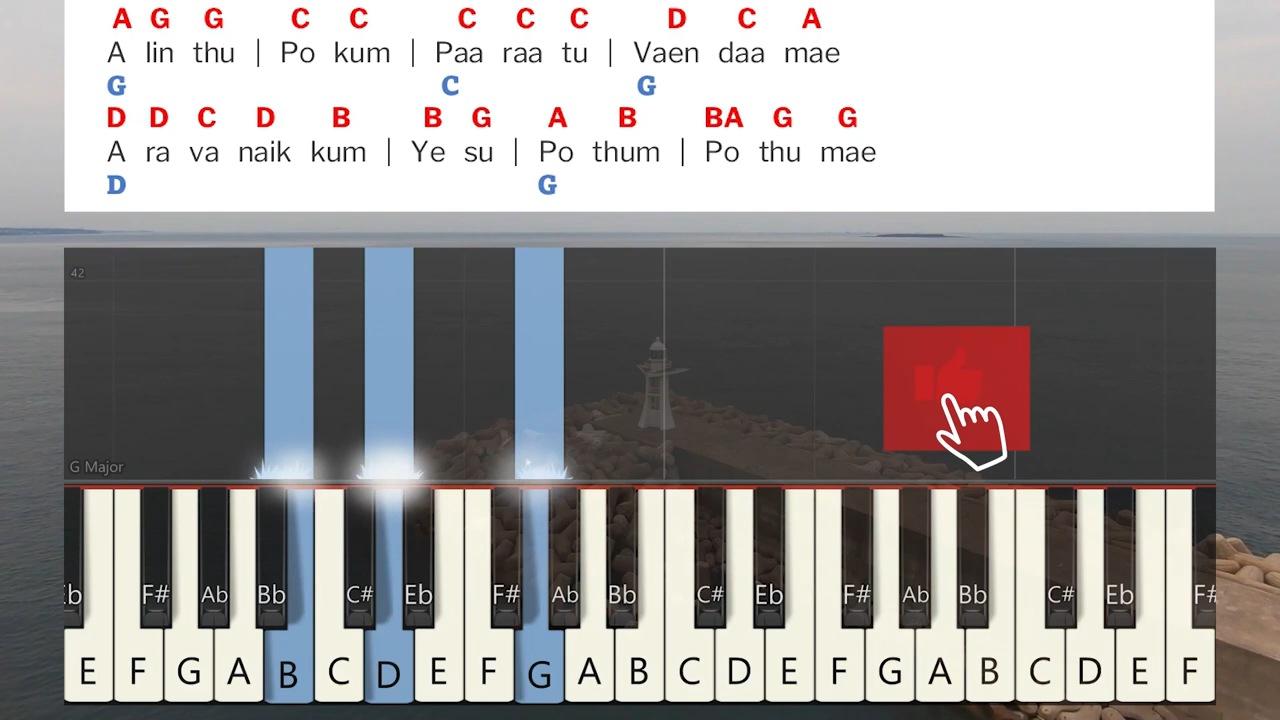 A G G C C C C C D C A
A lin thu | Po kum | Paa raa tu | Vaen daa mae
G C G
D D C D B B G A B BA G G
A ra va naik kum | Ye su | Po thum | Po thu mae
D G
42
G Major
Eb F# Ab Bb C# Eb F# Ab Bb C# Eb F# Ab Bb C# Eb F#
E F G A B C D E F G A B C D E F G A B C D E F